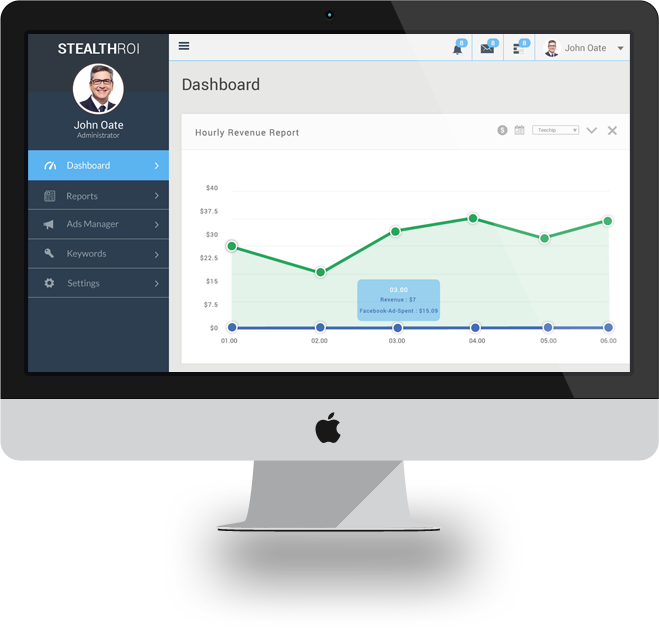 STEALTHROI
8 8 8
John Oate
Dashboard
John Oate
Administrator
Dashboard
Reports
Ads Manager
Keywords
Settings
Hourly Revenue Report
$
Teechip
$40
$37.5
$30
$22.5
$15
$7.5
$0
03.00
Revenue : $7
Facebook-Ad-Spent : $15.09
01.00 02.00 03.00 04.00 05.00 06.00